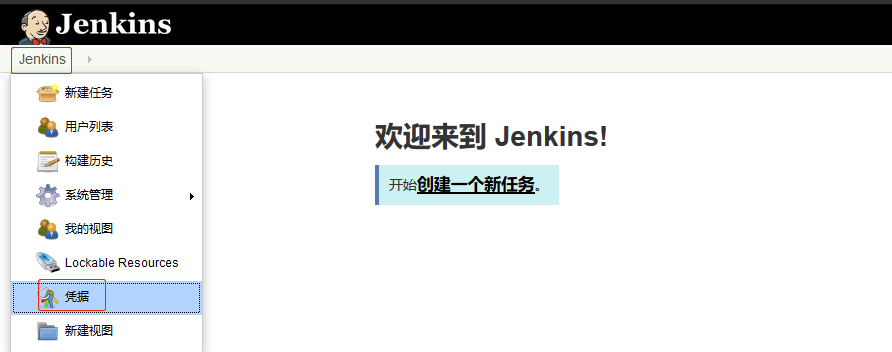 Jenkins
Jenkins
新建任务
用户列表
构建历史
系统管理
我的视图
Lockable Resources
凭据
新建视图
欢迎来到 Jenkins!
开始创建一个新任务。